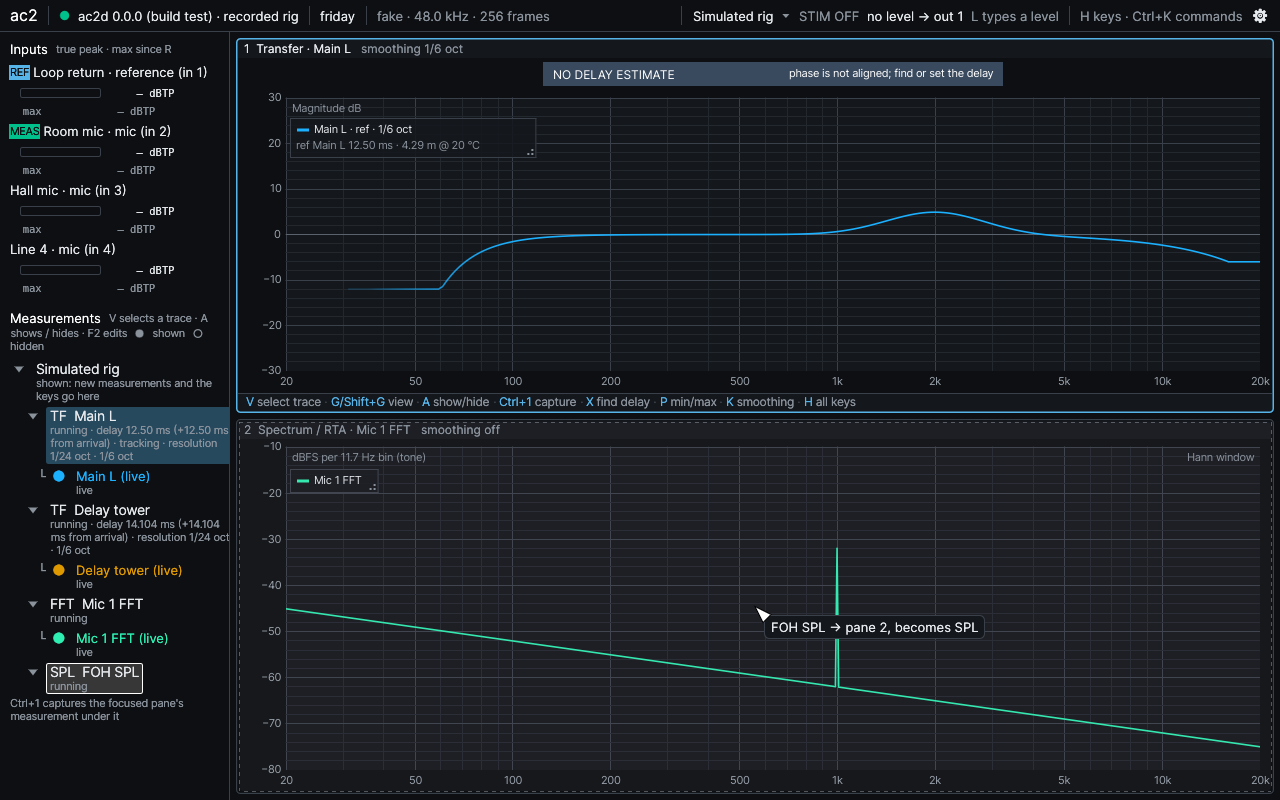 ac2 ac2d 0.0.0 (build test) · recorded rig friday fake · 48.0 kHz · 256 frames Simulated rig STIM OFF no level → out 1 L types a level H keys · Ctrl+K commands
Inputs true peak · max since R
REF Loop return · reference (in 1)
– dBTP
max – dBTP
MEAS Room mic · mic (in 2)
– dBTP
max – dBTP
Hall mic · mic (in 3)
– dBTP
max – dBTP
Line 4 · mic (in 4)
– dBTP
max – dBTP
Measurements V selects a trace · A
shows / hides · F2 edits shown
hidden
Simulated rig
shown: new measurements and the
keys go here
TF Main L
running · delay 12.50 ms (+12.50 ms
from arrival) · tracking · resolution
1/24 oct · 1/6 oct
Main L (live)
live
TF Delay tower
running · delay 14.104 ms (+14.104
ms from arrival) · resolution 1/24 oct
· 1/6 oct
Delay tower (live)
live
FFT Mic 1 FFT
running
Mic 1 FFT (live)
live
SPL FOH SPL
running
Ctrl+1 captures the focused pane's
measurement under it
1 Transfer · Main L smoothing 1/6 oct
NO DELAY ESTIMATE phase is not aligned; find or set the delay
Magnitude dB
Main L · ref · 1/6 oct
ref Main L 12.50 ms · 4.29 m @ 20 °C
30
20
10
0
−10
−20
−30
20 50 100 200 500 1k 2k 5k 10k 20k
V select trace · G/Shift+G view · A show/hide · Ctrl+1 capture · X find delay · P min/max · K smoothing · H all keys
2 Spectrum / RTA · Mic 1 FFT smoothing off
dBFS per 11.7 Hz bin (tone) Hann window
Mic 1 FFT
−10
−20
−30
−40
−50
−60
−70
−80
FOH SPL → pane 2, becomes SPL
20 50 100 200 500 1k 2k 5k 10k 20k